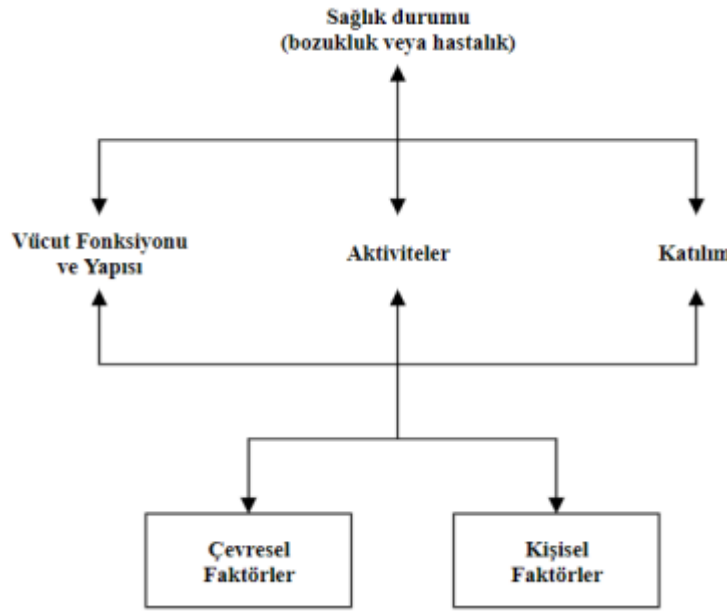 Sağlık durumu
(bozukluk veya hastalık)
Vücut Fonksiyonu
ve Yapısı
Aktiviteler
Katılım
Çevresel
Faktörler
Kişisel
Faktörler